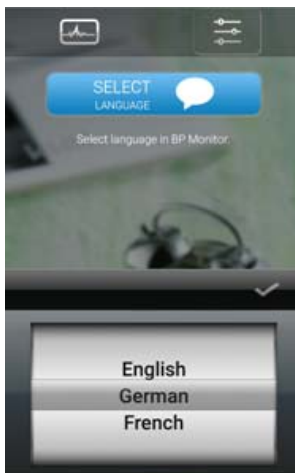 SELECT
LANGUAGE
Select language in BP Monitor.
English
German
French